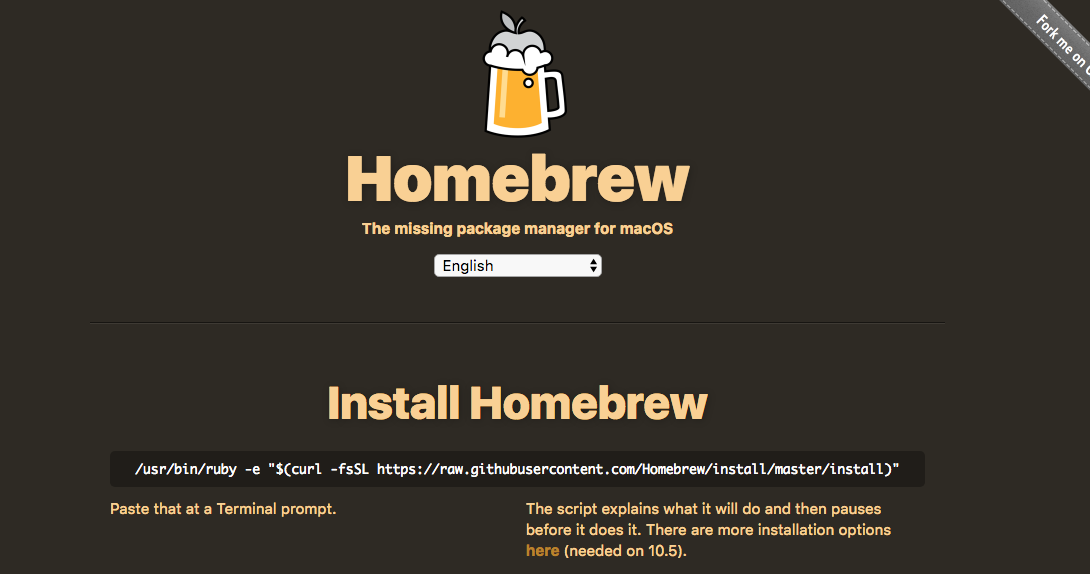 Fork me on
Homebrew
The missing package manager for macOS
English
Install Homebrew
/usr/bin/ruby -e "$(curl -fsSL https://raw.githubusercontent.com/Homebrew/install/master/install)"
Paste that at a Terminal prompt.
The script explains what it will do and then pauses
before it does it. There are more installation options
here (needed on 10.5).